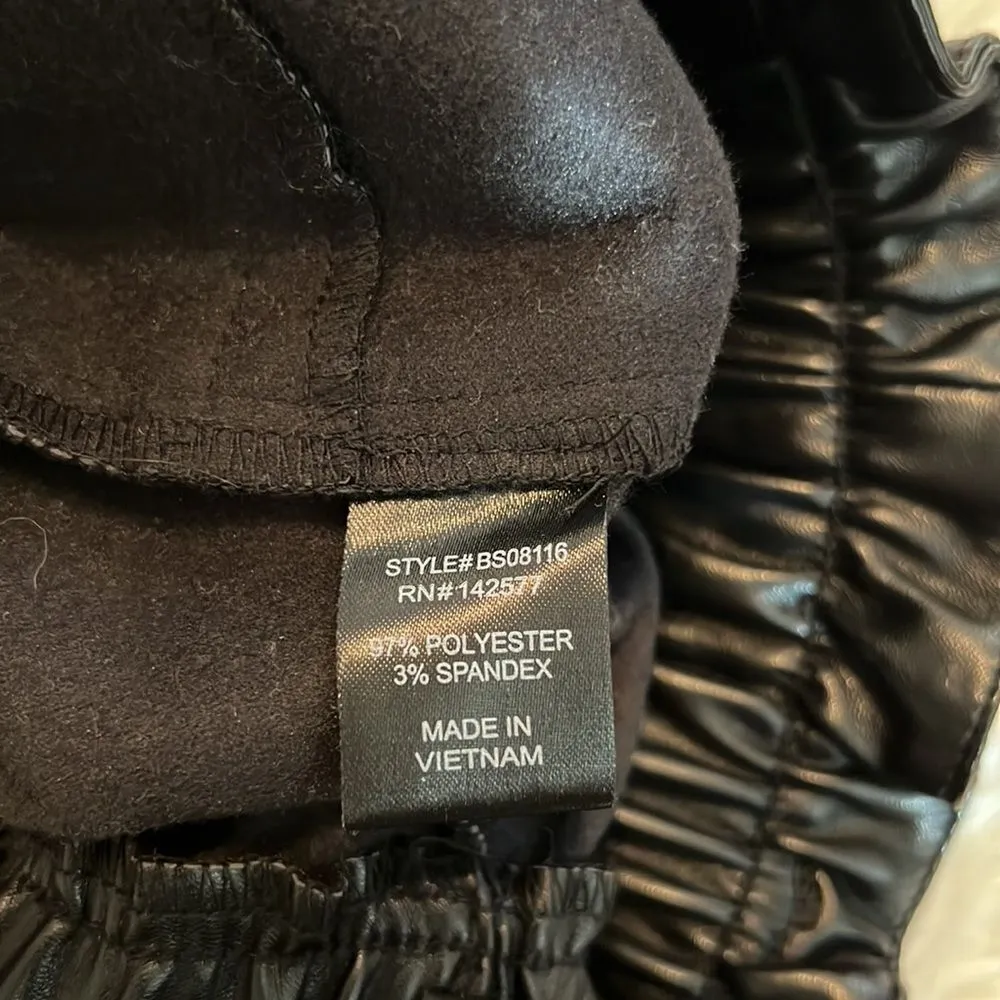 STYLE#BS08116
RN#142577
97% POLYESTER
3% SPANDEX
MADE IN
VIETNAM